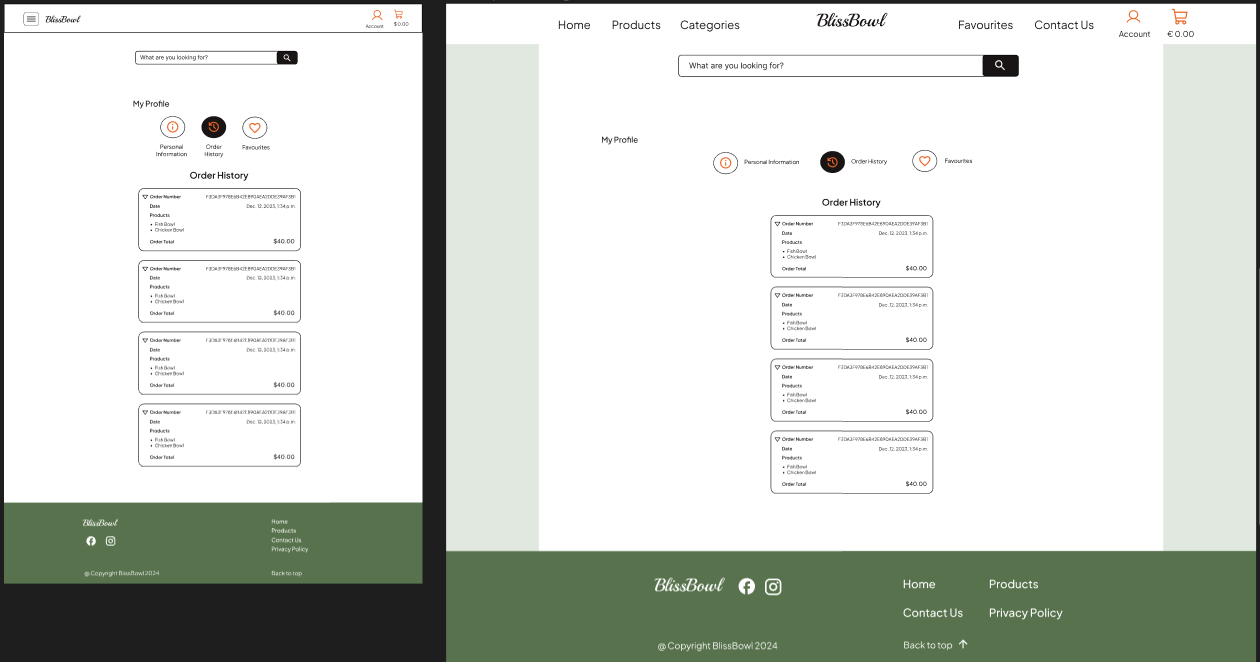 BlissBowl
Account
$ 0.00
What are you looking for?
My Profile
Personal Information
Order History
Favourites
Order History
Order Number
Date Dec. 12, 2023, 1:34 p.m.
Products
Fish Bowl
Chicken Bowl
Order Total $40.00
Order Number
Date Dec. 12, 2023, 1:34 p.m.
Products
Fish Bowl
Chicken Bowl
Order Total $40.00
Order Number
Date Dec. 12, 2023, 1:34 p.m.
Products
Fish Bowl
Chicken Bowl
Order Total $40.00
Order Number
Date Dec. 12, 2023, 1:34 p.m.
Products
Fish Bowl
Chicken Bowl
Order Total $40.00
BlissBowl
Home
Products
Contact Us
Privacy Policy
@ Copyright BlissBowl 2024
Back to top
Home Products Categories BlissBowl Favourites Contact Us
Account € 0.00
What are you looking for?
My Profile
Personal Information Order History Favourites
Order History
Order Number
Date Dec. 12, 2023, 1:34 p.m.
Products
Fish Bowl
Chicken Bowl
Order Total $40.00
Order Number
Date Dec. 12, 2023, 1:34 p.m.
Products
Fish Bowl
Chicken Bowl
Order Total $40.00
Order Number
Date Dec. 12, 2023, 1:34 p.m.
Products
Fish Bowl
Chicken Bowl
Order Total $40.00
Order Number
Date Dec. 12, 2023, 1:34 p.m.
Products
Fish Bowl
Chicken Bowl
Order Total $40.00
BlissBowl
Home Products
Contact Us Privacy Policy
@ Copyright BlissBowl 2024
Back to top